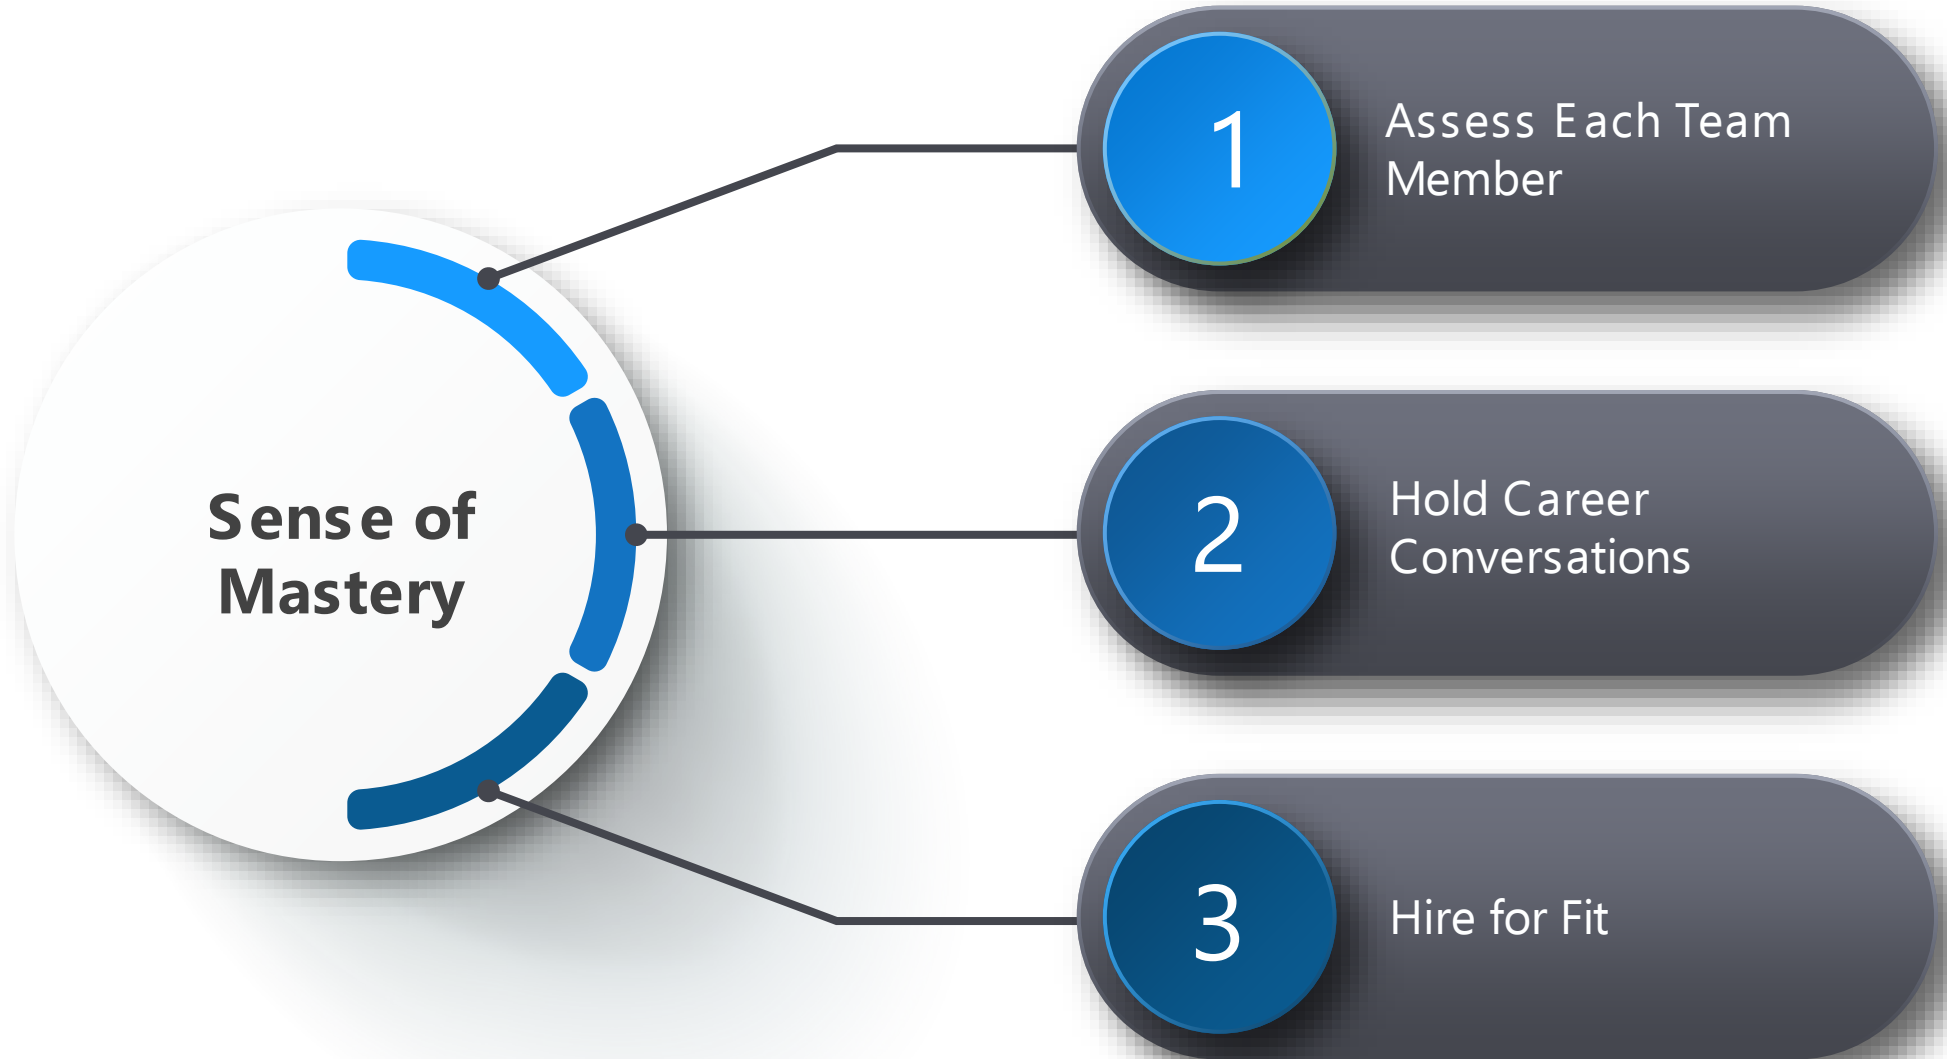 Sense of
Mastery
1
Assess Each Team
Member
2
Hold Career
Conversations
3
Hire for Fit